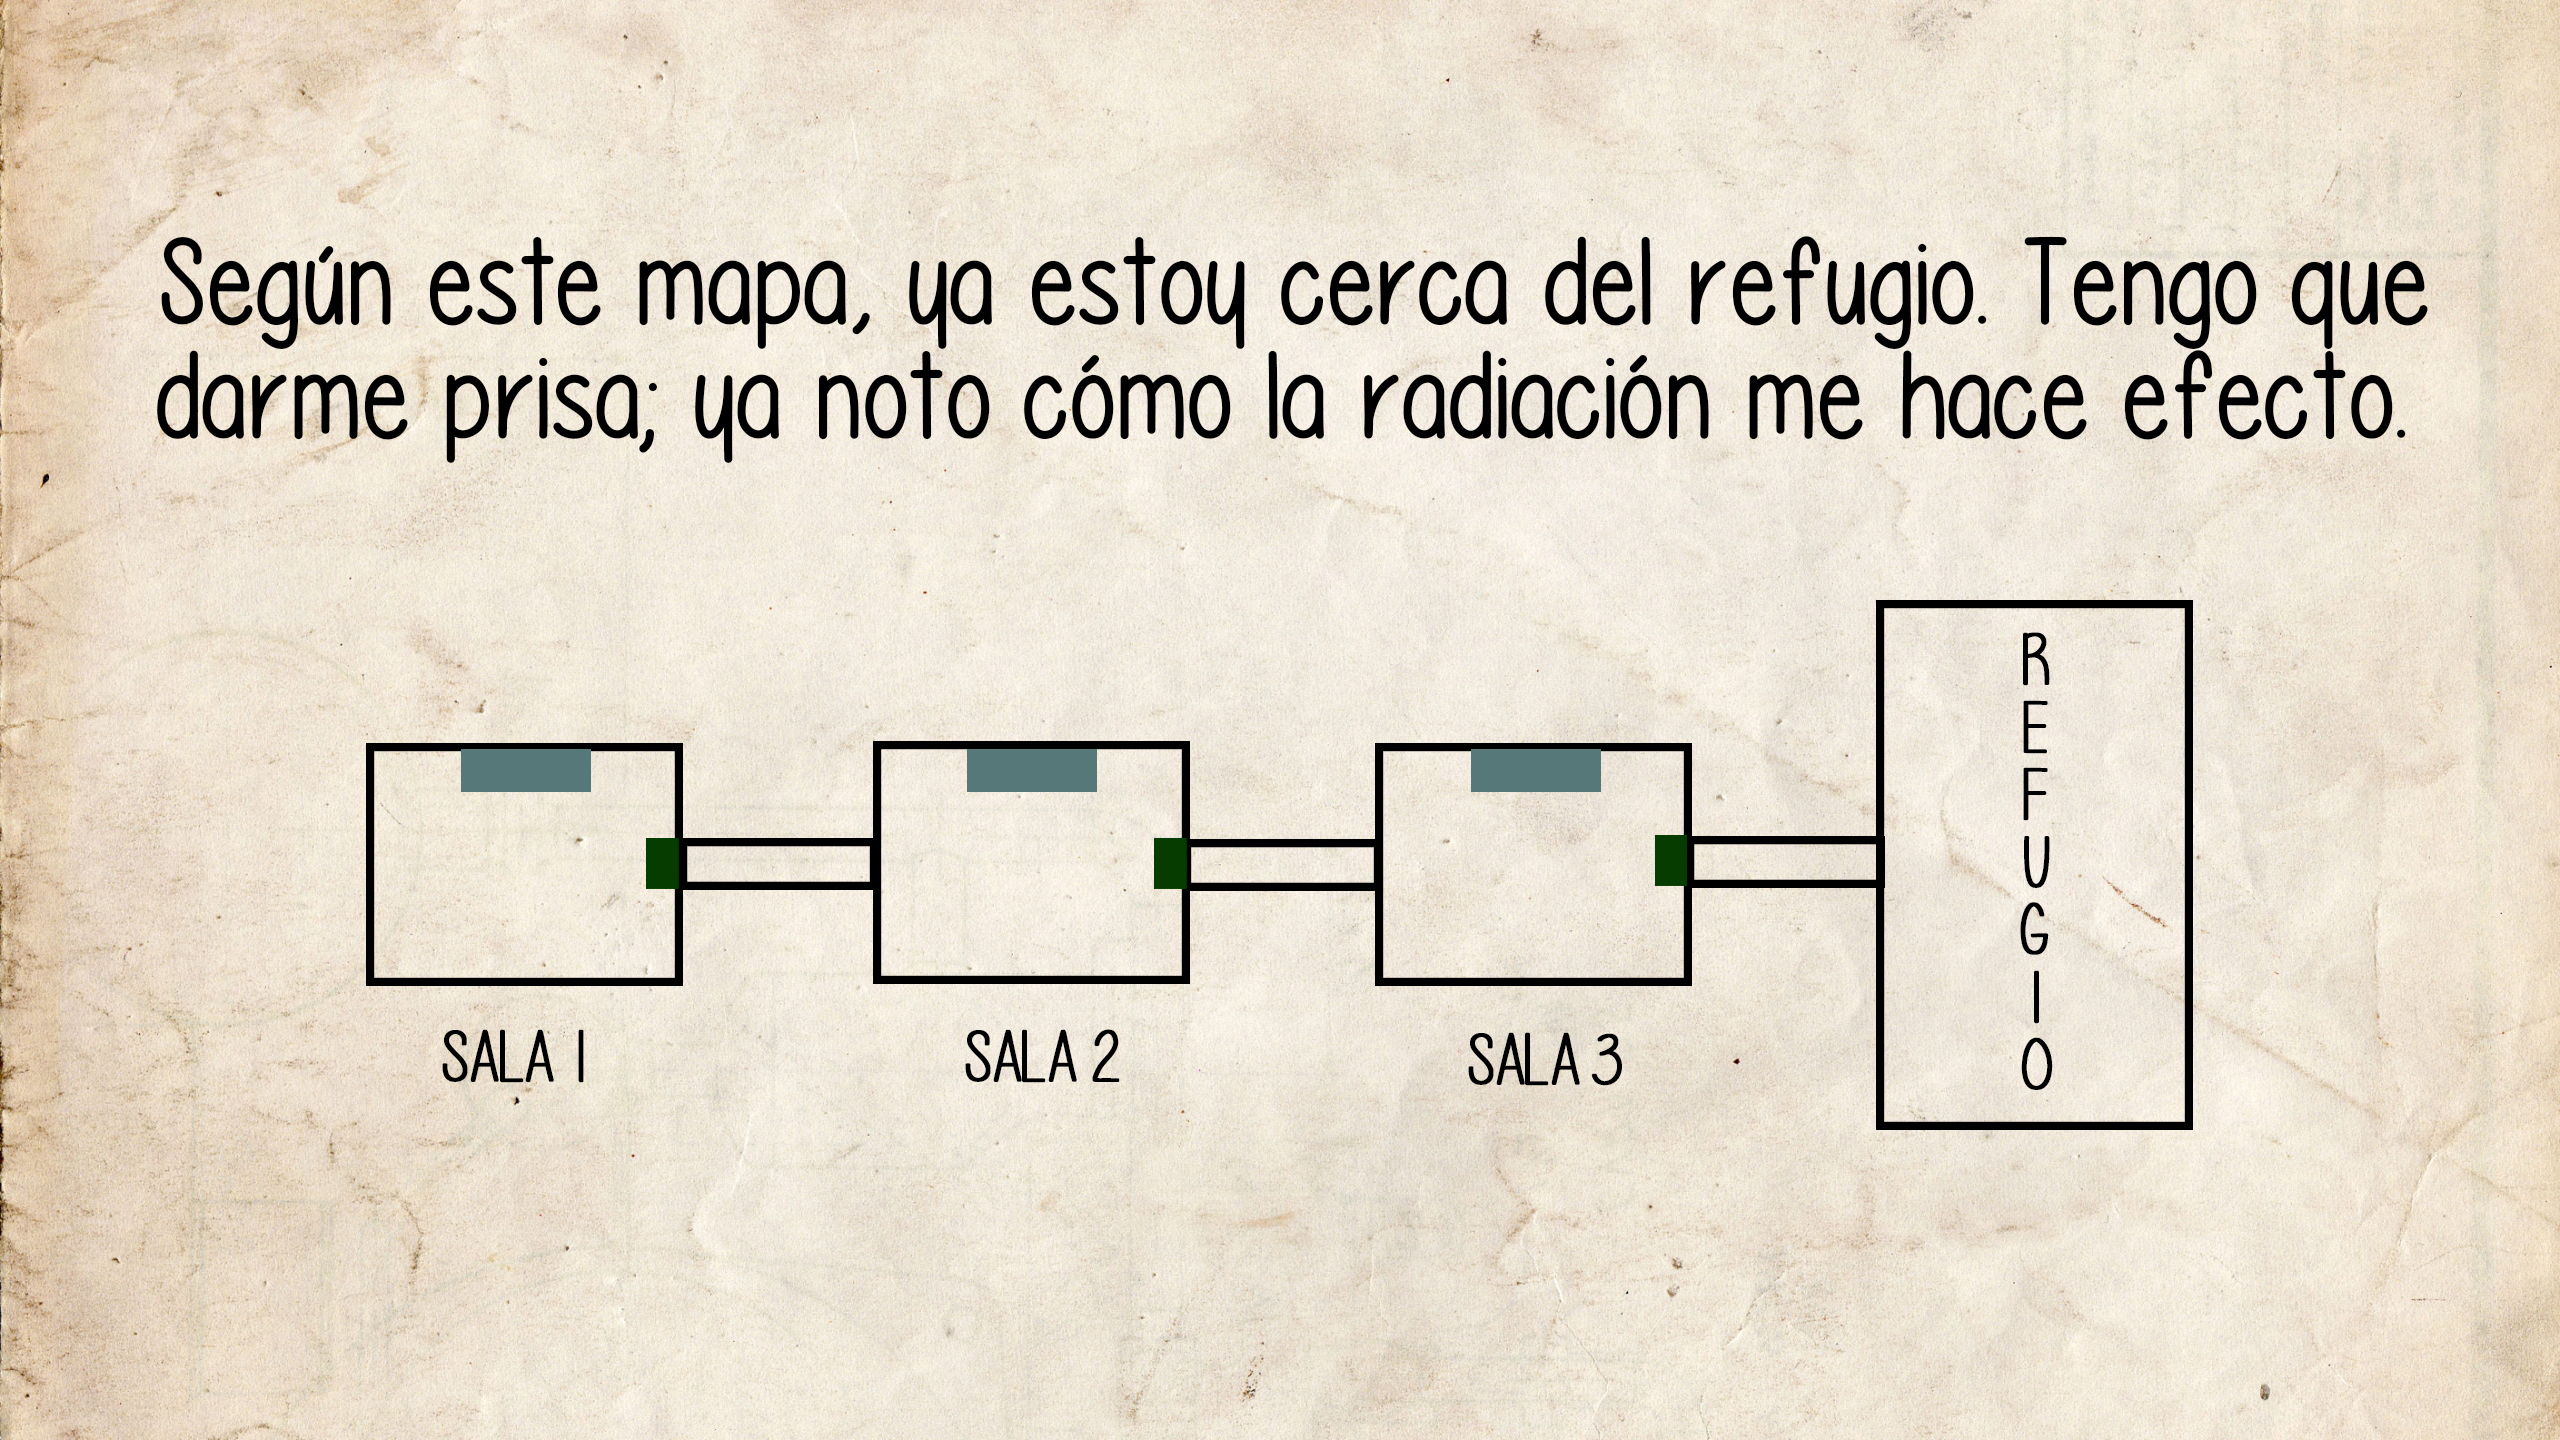 Según este mapa, ya estoy cerca del refugio. Tengo que
darme prisa; ya noto cómo la radiación me hace efecto.
SALA 1
SALA 2
SALA 3
REFUGIO